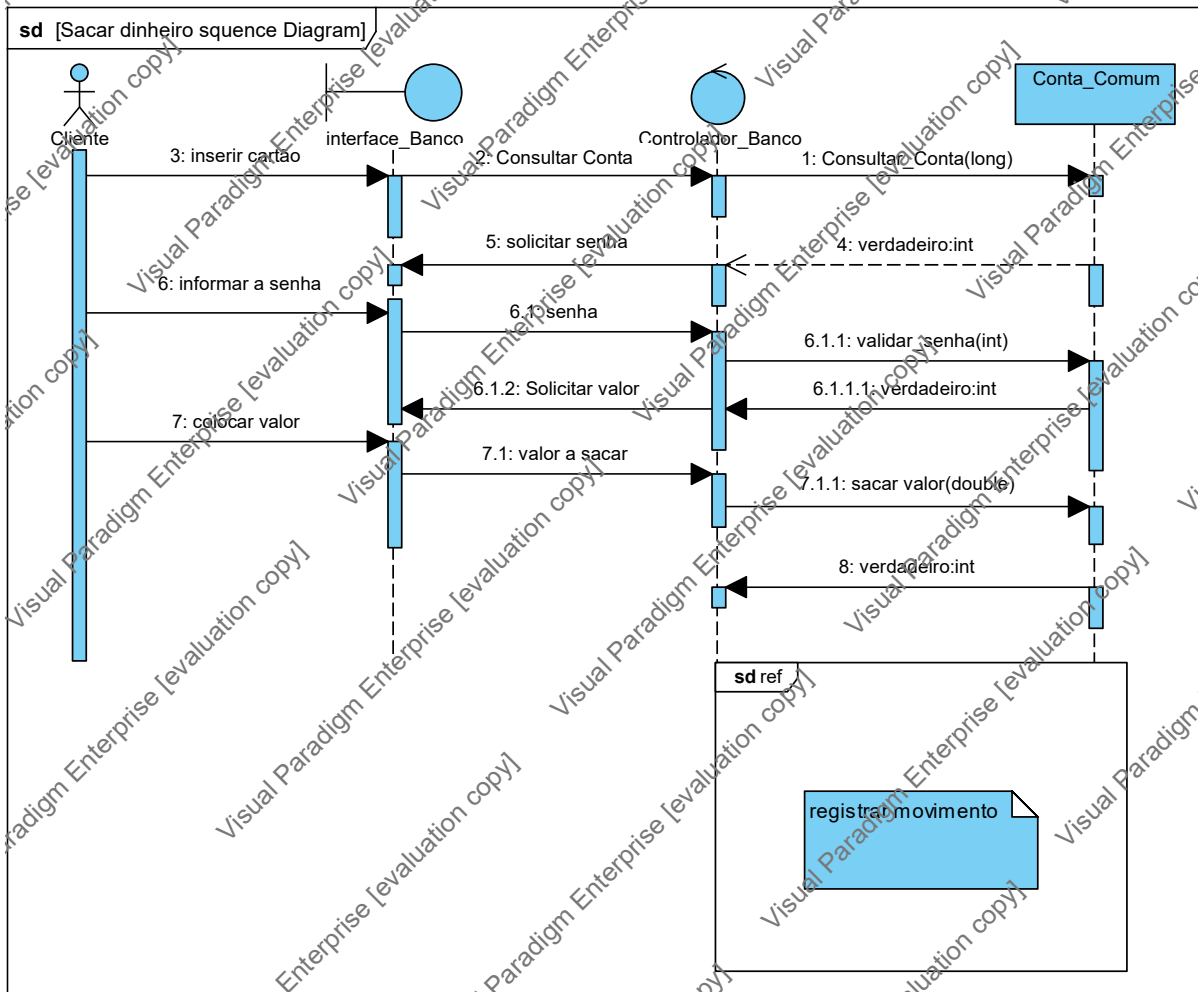 sd [Sacar dinheiro squence Diagram]
Cliente
interface_Banco
Controlador_Banco
Conta_Comum
3: inserir cartão
2: Consultar Conta
1: Consultar_Conta(long)
5: solicitar senha
4: verdadeiro:int
6: informar a senha
6.1: senha
6.1.1: validar_senha(int)
6.1.2: Solicitar valor
6.1.1.1: verdadeiro:int
7: colocar valor
7.1: valor a sacar
7.1.1: sacar valor(double)
8: verdadeiro:int
sd ref
registrar movimento
Visual Paradigm Enterprise [evaluation copy]